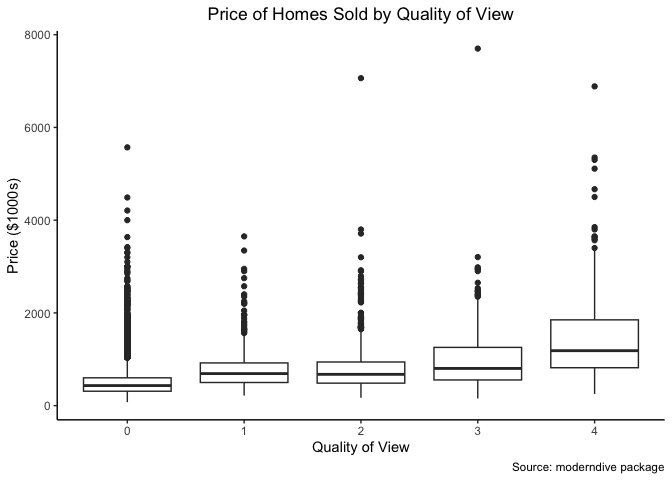 Price of Homes Sold by Quality of View
Price ($1000s)
8000
6000
4000
2000
0
0 1 2 3 4
Quality of View
Source: moderndive package